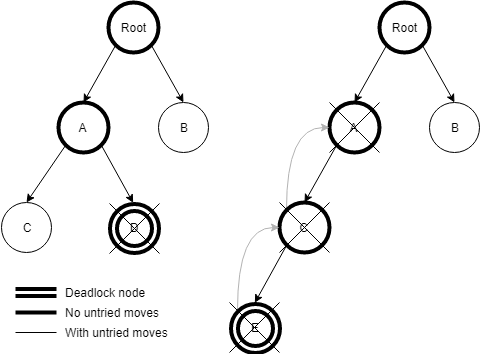 Root
Root
A
B
A
B
C
D
C
E
Deadlock node
No untried moves
With untried moves